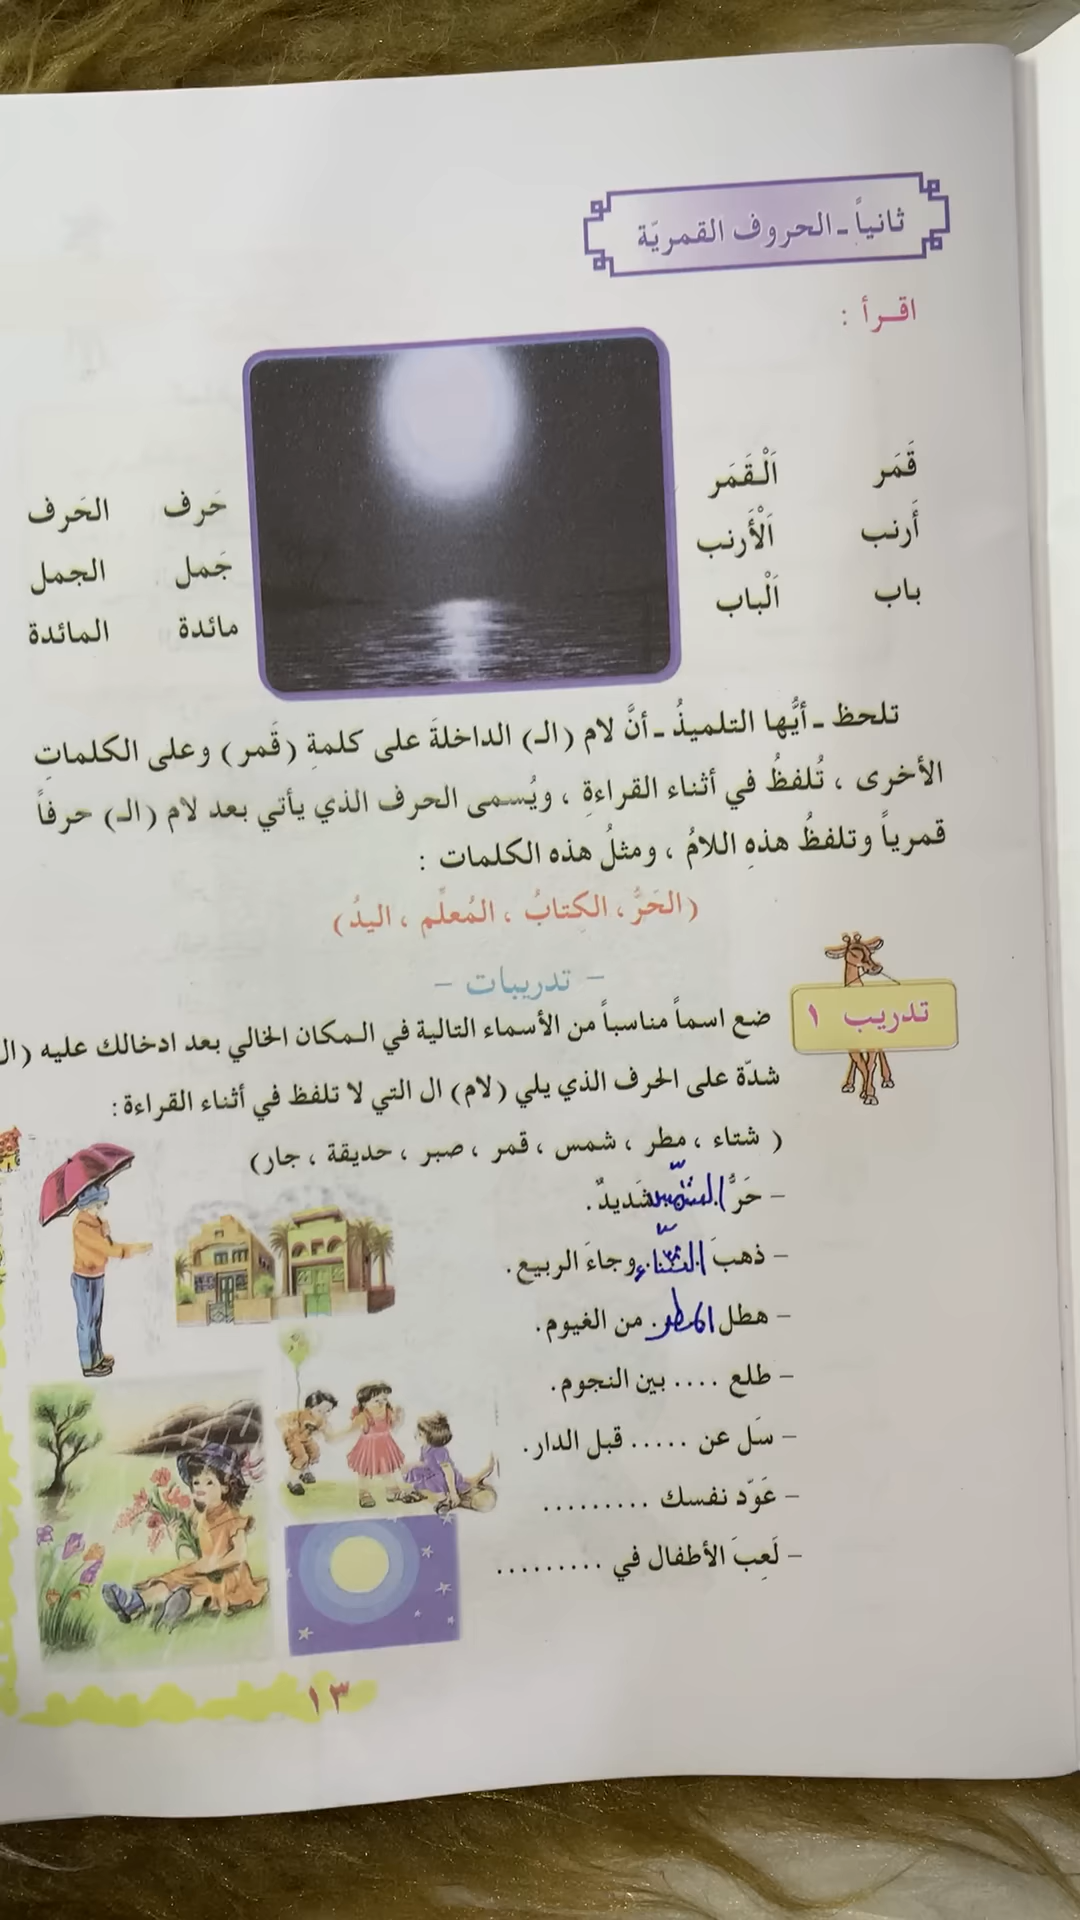 ثانياً ـ الحروف القمريّة
اقـرأ :
قَمَر اَلْـقَمَر
أَرنب اَلْأَرنب
باب اَلْباب
حَرف الحَرف
جَمل الجمل
مائدة المائدة
تلحظ ـ أيُّها التلميذُ ـ أنَّ لام (الـ) الداخلةَ على كلمةِ (قَمر) وعلى الكلماتِ
الأخرى ، تُلفظُ في أثناء القراءةِ ، ويُسمى الحرف الذي يأتي بعد لام (الـ) حرفاً
قمرياً وتلفظُ هذهِ اللامُ ، ومثلُ هذه الكلمات :
(الحَرُّ ، الكِتابُ ، المُعلِّم ، اليدُ)
– تدريبات –
تدريب ١
ضع اسماً مناسباً من الأسماء التالية في المكان الخالي بعد ادخالك عليه (ال
شدّة على الحرف الذي يلي (لام) ال التي لا تلفظ في أثناء القراءة :
( شتاء ، مطر ، شمس ، قمر ، صبر ، حديقة ، جار)
– حَرُّ الشّمس شَديدٌ .
– ذهبَ الشّتاء وجاءَ الربيع .
– هطل المطر . من الغيوم .
– طلع .... بين النجوم .
– سَل عن ..... قبل الدار .
– عَوّد نفسك .........
– لَعِبَ الأطفال في .........
١٣